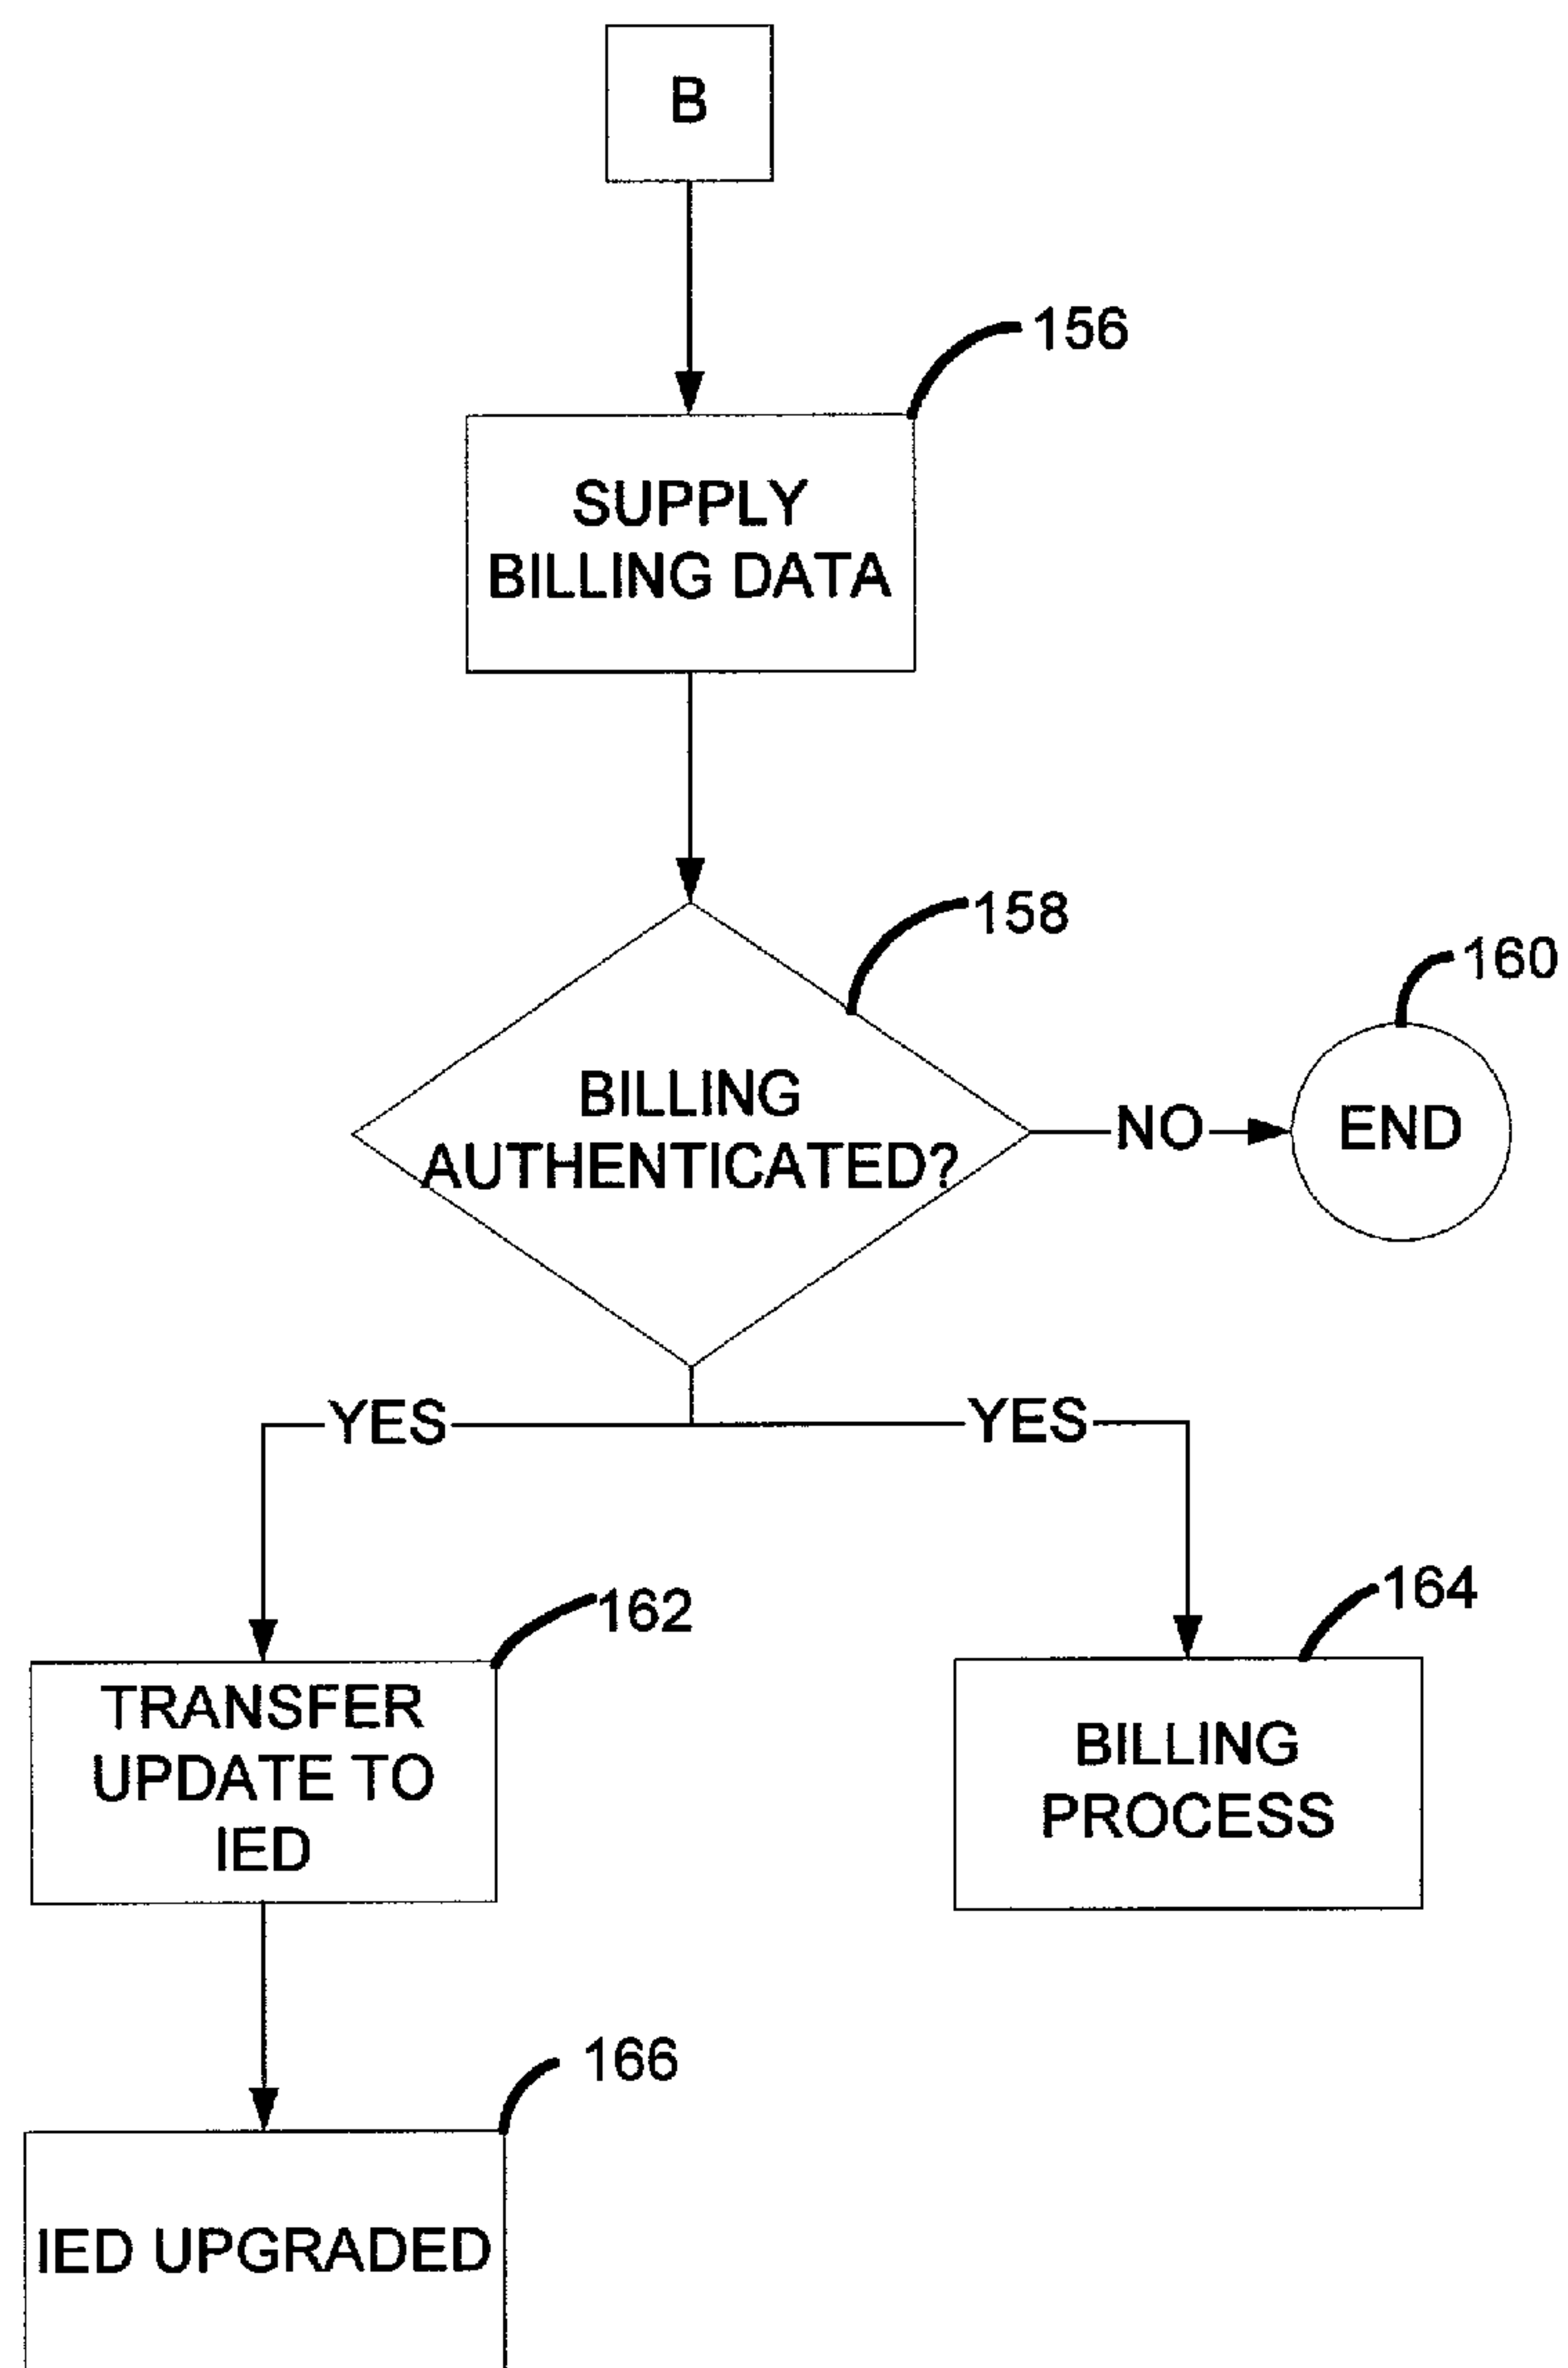 B
156
SUPPLY
BILLING DATA
158
160
BILLING
AUTHENTICATED?
NO
END
YES
YES
162
164
TRANSFER
UPDATE TO
IED
BILLING
PROCESS
166
IED UPGRADED